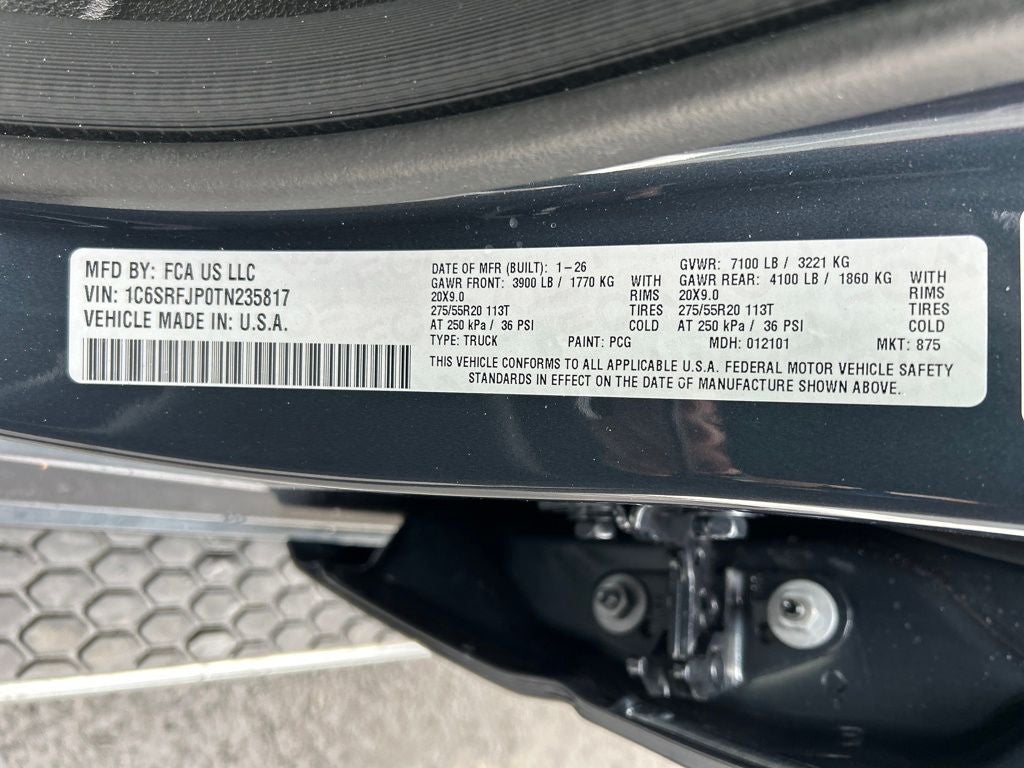 MFD BY: FCA US LLC
VIN: 1C6SRFJP0TN235817
VEHICLE MADE IN: U.S.A.
DATE OF MFR (BUILT): 1-26
GAWR FRONT: 3900 LB / 1770 KG WITH
20X9.0 RIMS
275/55R20 113T TIRES
AT 250 kPa / 36 PSI COLD
TYPE: TRUCK PAINT: PCG
GVWR: 7100 LB / 3221 KG
GAWR REAR: 4100 LB / 1860 KG WITH
20X9.0 RIMS
275/55R20 113T TIRES
AT 250 kPa / 36 PSI COLD
MDH: 012101 MKT: 875
THIS VEHICLE CONFORMS TO ALL APPLICABLE U.S.A. FEDERAL MOTOR VEHICLE SAFETY
STANDARDS IN EFFECT ON THE DATE OF MANUFACTURE SHOWN ABOVE.